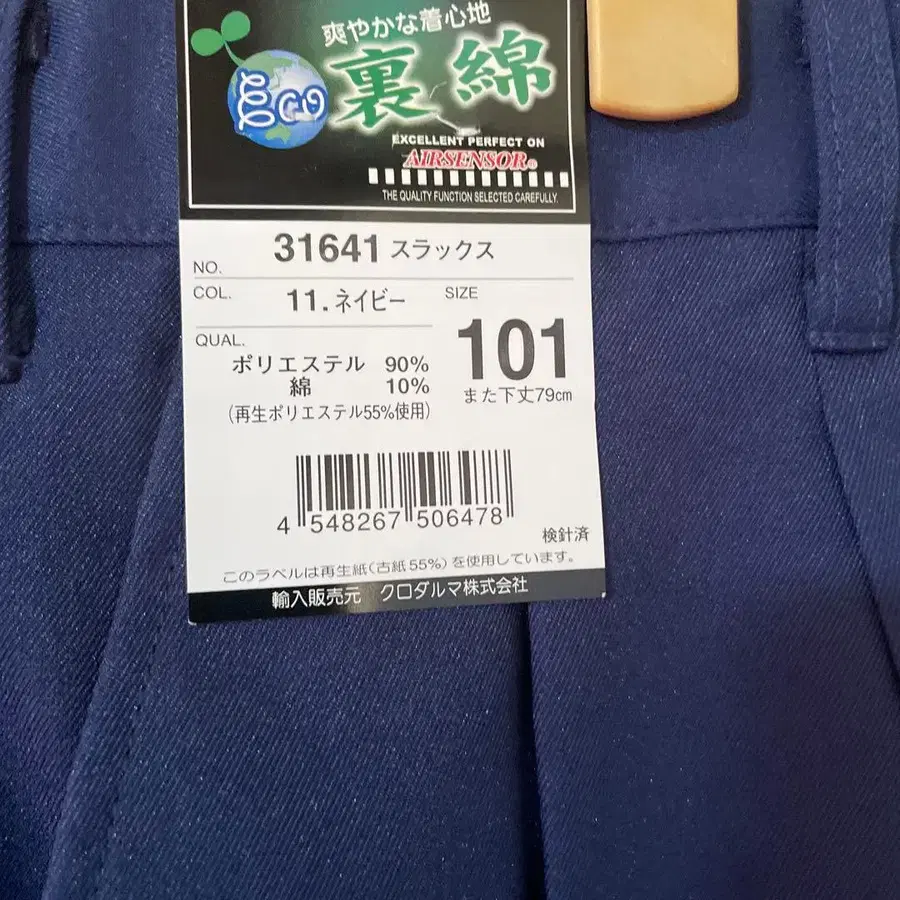 爽やかな着心地
eco
裏綿
EXCELLENT PERFECT ON
AIRSENSOR®
THE QUALITY FUNCTION SELECTED CAREFULLY.
NO. 31641 スラックス
COL. 11.ネイビー
SIZE
101
また下丈79cm
QUAL.
ポリエステル 90%
綿 10%
(再生ポリエステル55%使用)
4 548267 506478
検針済
このラベルは再生紙(古紙55%)を使用しています。
輸入販売元 クロダルマ株式会社